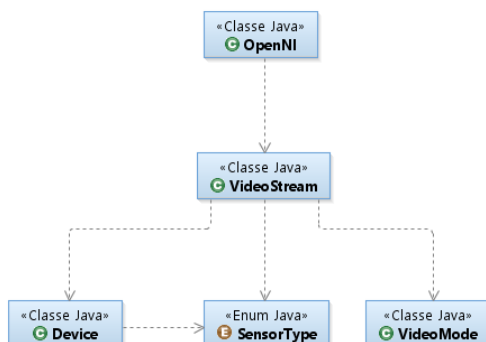 «Classe Java»
C OpenNI
«Classe Java»
C VideoStream
«Classe Java»
C Device
«Enum Java»
E SensorType
«Classe Java»
C VideoMode